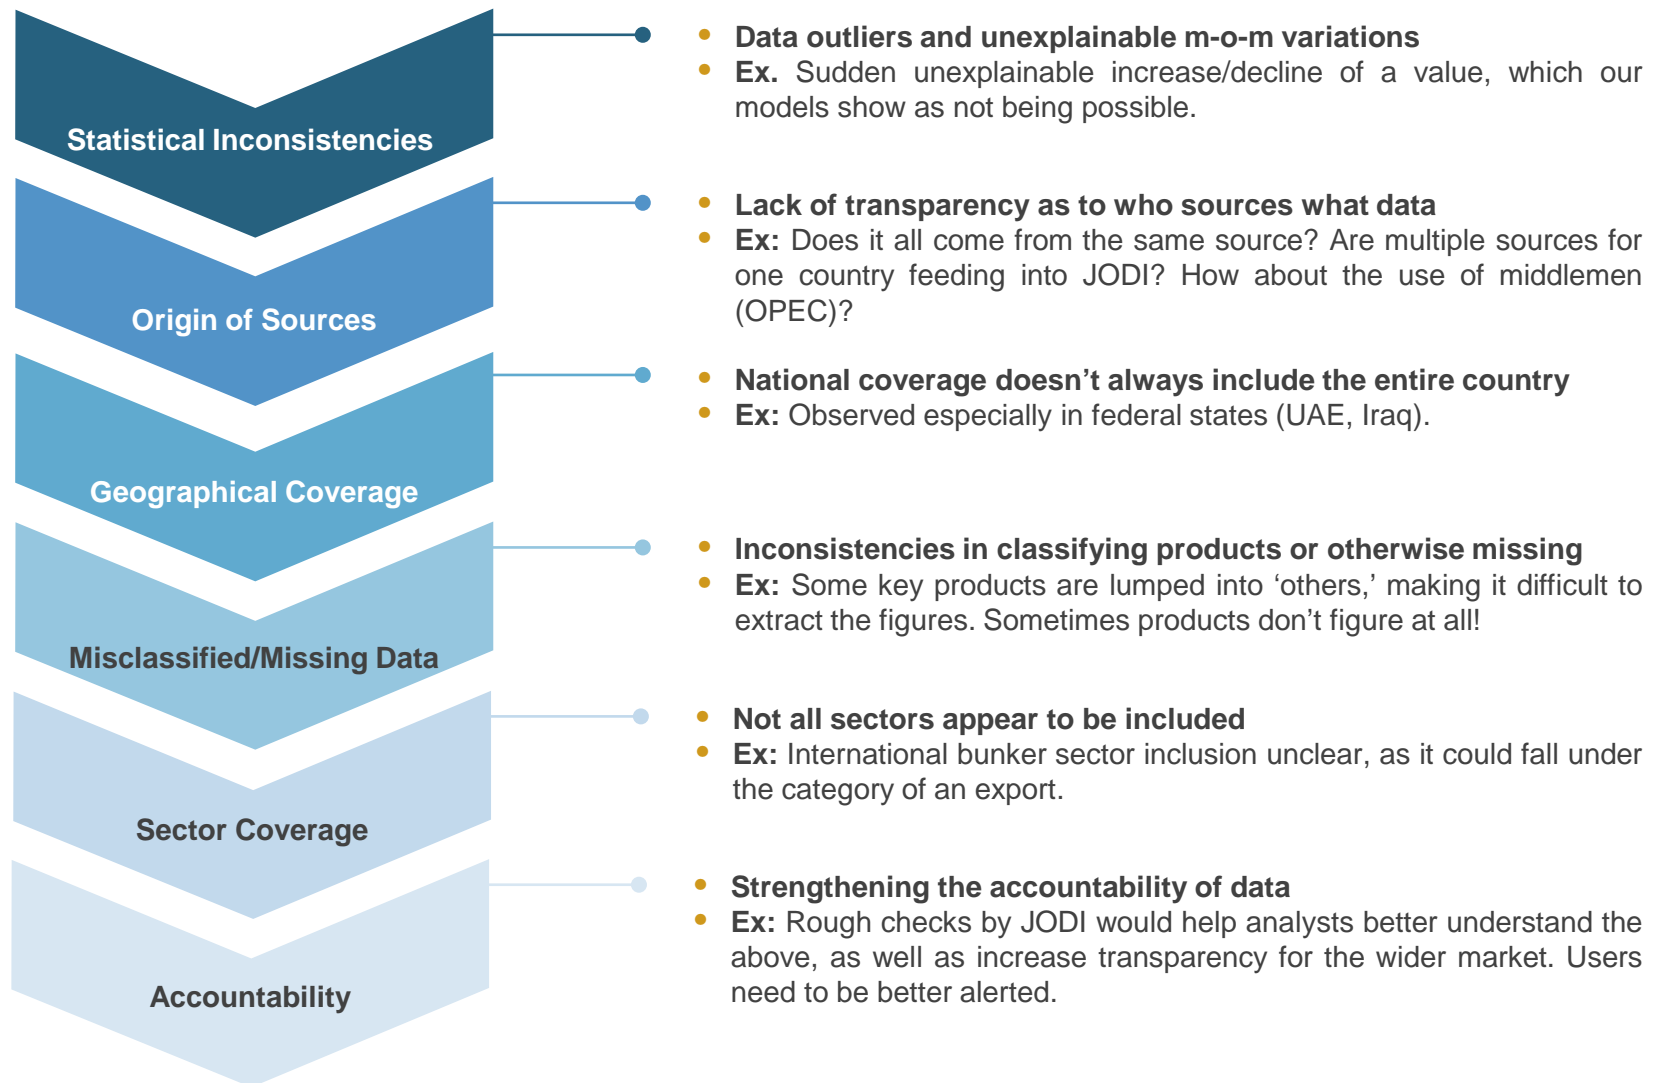 Statistical Inconsistencies
• Data outliers and unexplainable m-o-m variations
• Ex. Sudden unexplainable increase/decline of a value, which our
models show as not being possible.
Origin of Sources
• Lack of transparency as to who sources what data
• Ex: Does it all come from the same source? Are multiple sources for
one country feeding into JODI? How about the use of middlemen
(OPEC)?
Geographical Coverage
• National coverage doesn’t always include the entire country
• Ex: Observed especially in federal states (UAE, Iraq).
Misclassified/Missing Data
• Inconsistencies in classifying products or otherwise missing
• Ex: Some key products are lumped into ‘others,’ making it difficult to
extract the figures. Sometimes products don’t figure at all!
Sector Coverage
• Not all sectors appear to be included
• Ex: International bunker sector inclusion unclear, as it could fall under
the category of an export.
Accountability
• Strengthening the accountability of data
• Ex: Rough checks by JODI would help analysts better understand the
above, as well as increase transparency for the wider market. Users
need to be better alerted.